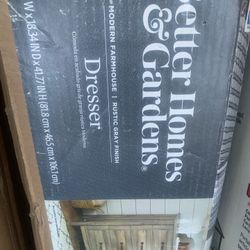 Better Homes
& Gardens®
MODERN FARMHOUSE | RUSTIC GRAY FINISH
Dresser
W x 18.34 IN D x 41.77 IN H (81.8 cm x 46.5 cm x 106.1 cm)